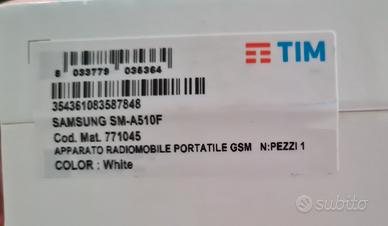 TIM
8 033779 035364
354361083587848
SAMSUNG SM-A510F
Cod. Mat. 771045
APPARATO RADIOMOBILE PORTATILE GSM N:PEZZI 1
COLOR : White
subito